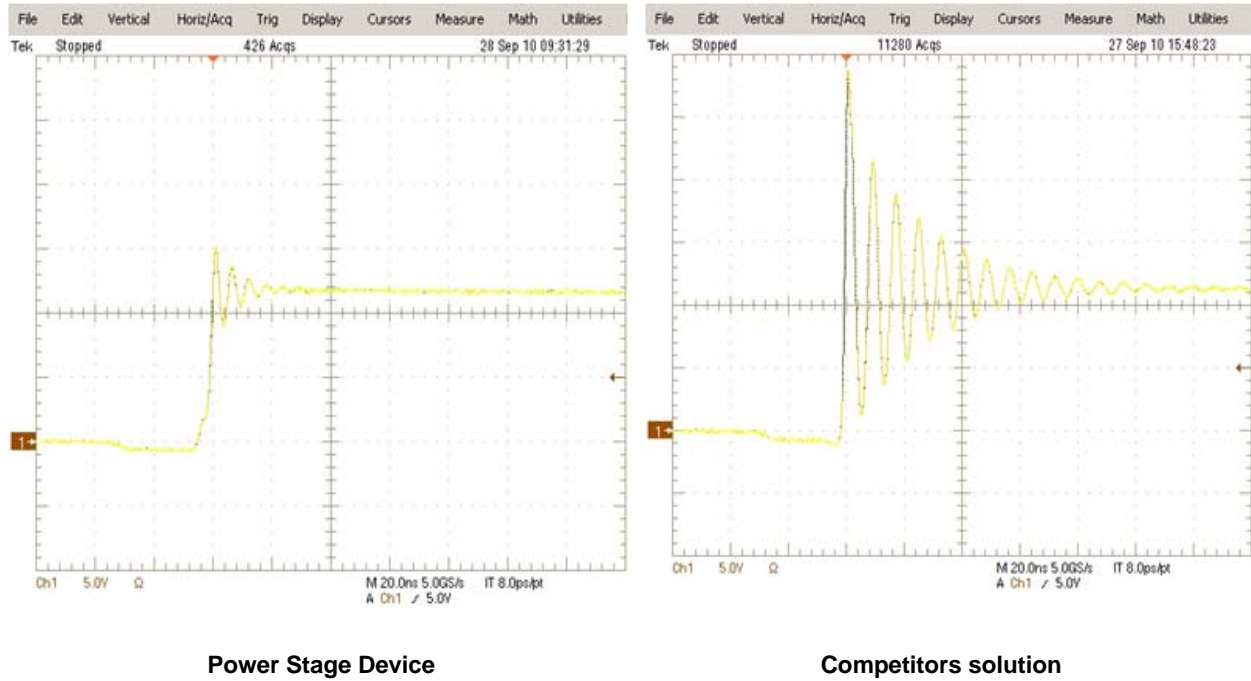 File Edit Vertical Horiz/Acq Trig Display Cursors Measure Math Utilities
Tek Stopped 426 Acqs 28 Sep 10 09:31:29
1
Ch1 5.0V Ω M 20.0ns 5.0GS/s IT 8.0ps/pt
A Ch1 / 5.0V
Power Stage Device
File Edit Vertical Horiz/Acq Trig Display Cursors Measure Math Utilities
Tek Stopped 11280 Acqs 27 Sep 10 15:48:23
1
Ch1 5.0V Ω M 20.0ns 5.0GS/s IT 8.0ps/pt
A Ch1 / 5.0V
Competitors solution